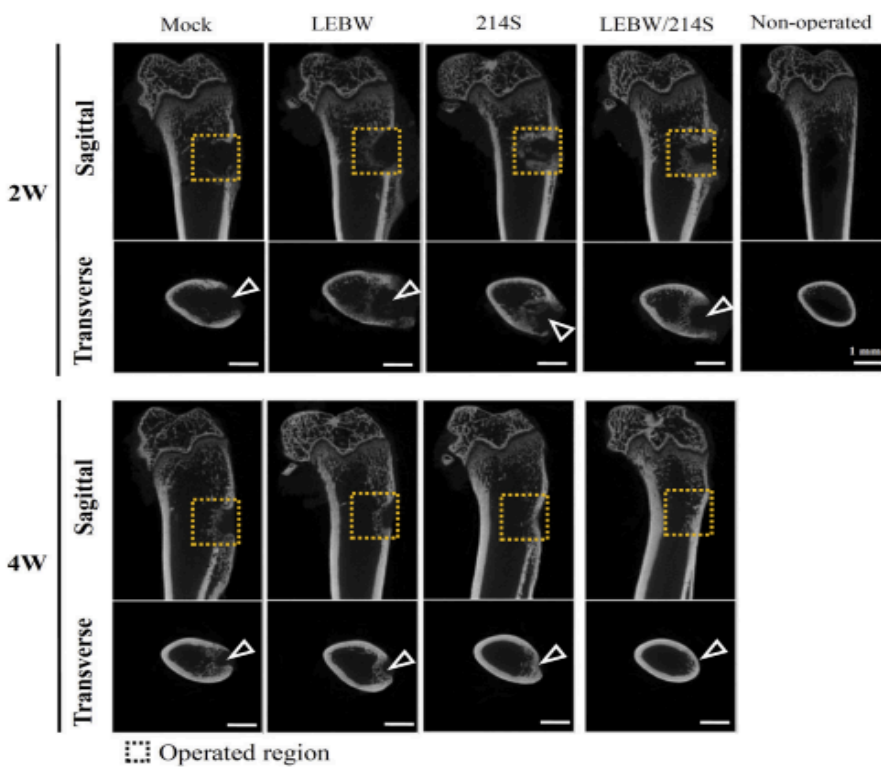 Mock LEBW 214S LEBW/214S Non-operated
2W
Sagittal
Transverse
1 mm
4W
Sagittal
Transverse
Operated region